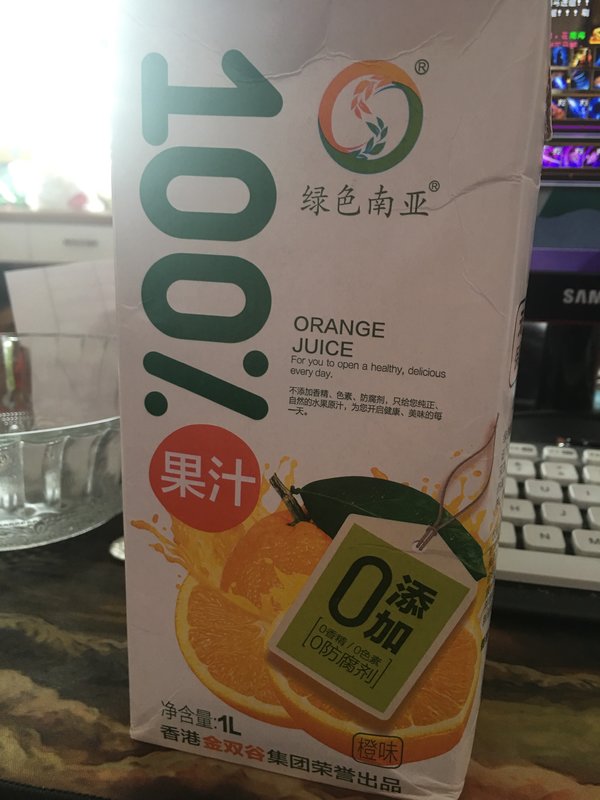 100%
果汁
®
绿色南亚®
ORANGE
JUICE
For you to open a healthy, delicious
every day.
不添加香精、色素、防腐剂，只给您纯正、
自然的水果原汁，为您开启健康、美味的每
一天。
0添加
0香精/0色素
0防腐剂
净含量:1L
橙味
香港金双谷集团荣誉出品
SAM